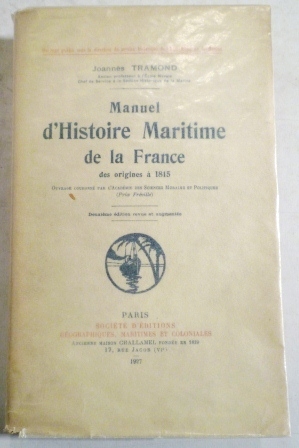 Joannès TRAMOND
Manuel
d'Histoire Maritime
de la France
des origines à 1815
OUVRAGE COURONNÉ PAR L'ACADÉMIE DES SCIENCES MORALES ET POLITIQUES
Deuxième édition revue et augmentée
PARIS
SOCIÉTÉ D'ÉDITIONS
GÉOGRAPHIQUES, MARITIMES ET COLONIALES
ANCIENNE MAISON CHALLAMEL, FONDÉE EN 1839
17, RUE JACOB (VIe)
1927